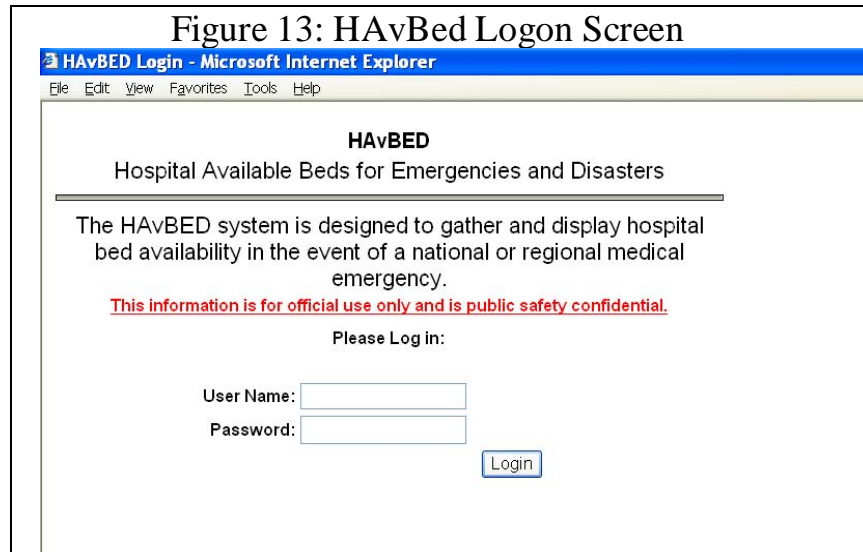 Figure 13: HAvBed Logon Screen
HAvBED Login - Microsoft Internet Explorer
File Edit View Favorites Tools Help
HAvBED
Hospital Available Beds for Emergencies and Disasters
The HAvBED system is designed to gather and display hospital
bed availability in the event of a national or regional medical
emergency.
This information is for official use only and is public safety confidential.
Please Log in:
User Name:
Password:
Login